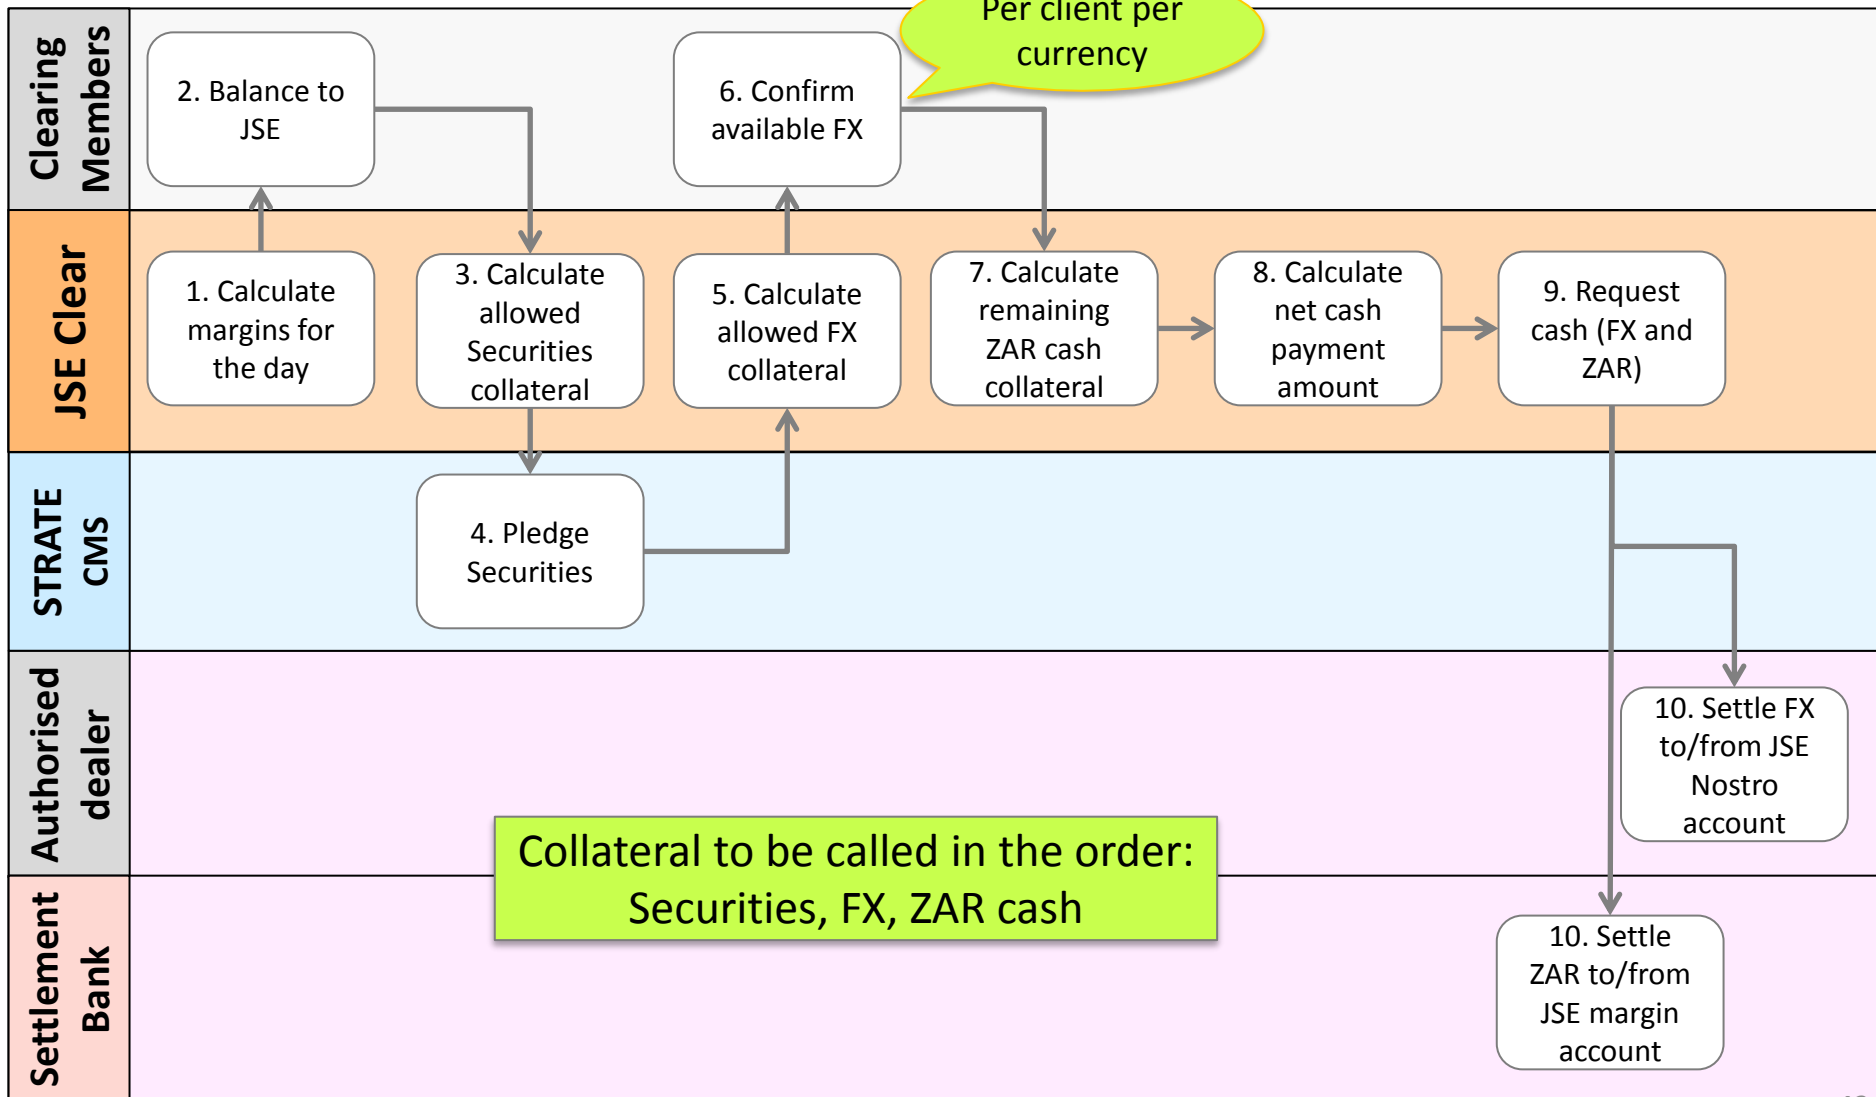 Per client per
currency
Clearing
Members
2. Balance to
JSE
6. Confirm
available FX
JSE Clear
1. Calculate
margins for
the day
3. Calculate
allowed
Securities
collateral
5. Calculate
allowed FX
collateral
7. Calculate
remaining
ZAR cash
collateral
8. Calculate
net cash
payment
amount
9. Request
cash (FX and
ZAR)
STRATE
CMS
4. Pledge
Securities
Authorised
dealer
10. Settle FX
to/from JSE
Nostro
account
Collateral to be called in the order:
Securities, FX, ZAR cash
Settlement
Bank
10. Settle
ZAR to/from
JSE margin
account